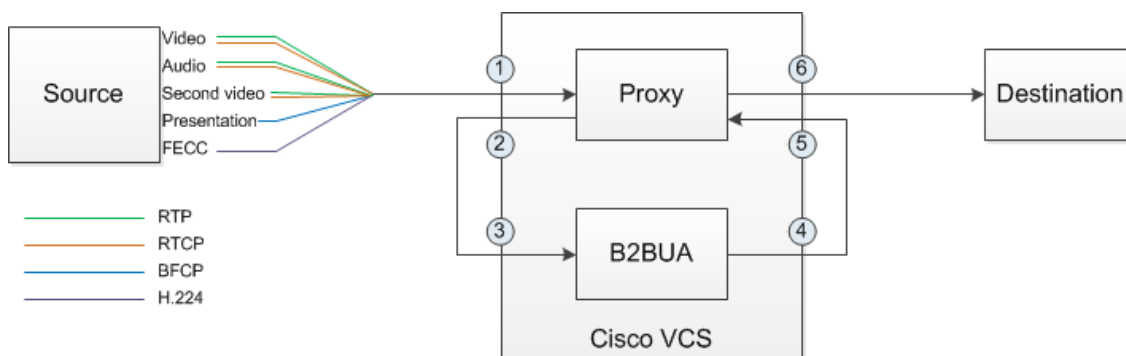 Source
Video
Audio
Second video
Presentation
FECC
1
Proxy
6
Destination
2
5
3
B2BUA
4
Cisco VCS
RTP
RTCP
BFCP
H.224